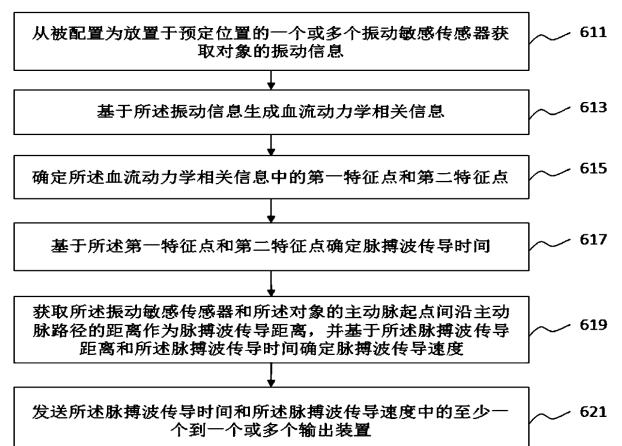 从被配置为放置于预定位置的一个或多个振动敏感传感器获
取对象的振动信息
611
基于所述振动信息生成血流动力学相关信息
613
确定所述血流动力学相关信息中的第一特征点和第二特征点
615
基于所述第一特征点和第二特征点确定脉搏波传导时间
617
获取所述振动敏感传感器和所述对象的主动脉起点间沿主动
脉路径的距离作为脉搏波传导距离，并基于所述脉搏波传导
距离和所述脉搏波传导时间确定脉搏波传导速度
619
发送所述脉搏波传导时间和所述脉搏波传导速度中的至少一
个到一个或多个输出装置
621